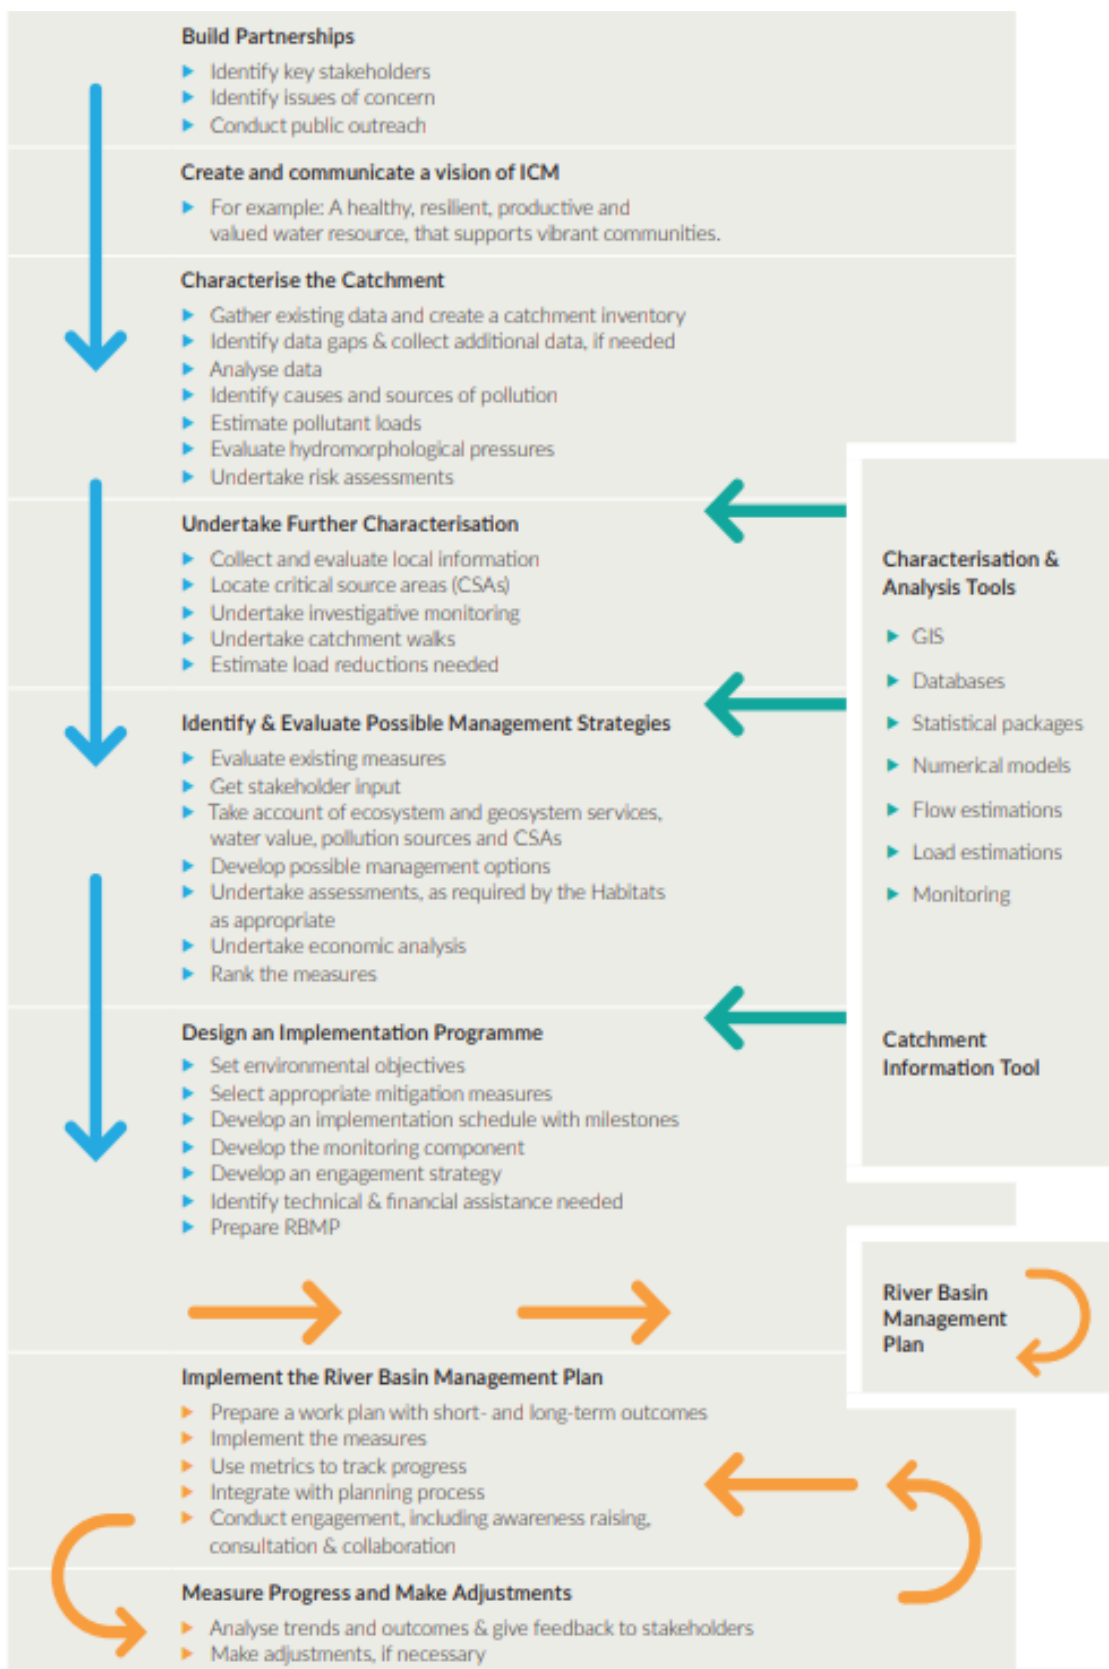 Build Partnerships
Identify key stakeholders
Identify issues of concern
Conduct public outreach
Create and communicate a vision of ICM
For example: A healthy, resilient, productive and
valued water resource, that supports vibrant communities.
Characterise the Catchment
Gather existing data and create a catchment inventory
Identify data gaps & collect additional data, if needed
Analyse data
Identify causes and sources of pollution
Estimate pollutant loads
Evaluate hydromorphological pressures
Undertake risk assessments
Undertake Further Characterisation
Collect and evaluate local information
Locate critical source areas (CSAs)
Undertake investigative monitoring
Undertake catchment walks
Estimate load reductions needed
Identify & Evaluate Possible Management Strategies
Evaluate existing measures
Get stakeholder input
Take account of ecosystem and geosystem services,
water value, pollution sources and CSAs
Develop possible management options
Undertake assessments, as required by the Habitats
as appropriate
Undertake economic analysis
Rank the measures
Design an Implementation Programme
Set environmental objectives
Select appropriate mitigation measures
Develop an implementation schedule with milestones
Develop the monitoring component
Develop an engagement strategy
Identify technical & financial assistance needed
Prepare RBMP
Characterisation &
Analysis Tools
GIS
Databases
Statistical packages
Numerical models
Flow estimations
Load estimations
Monitoring
Catchment
Information Tool
River Basin
Management
Plan
Implement the River Basin Management Plan
Prepare a work plan with short- and long-term outcomes
Implement the measures
Use metrics to track progress
Integrate with planning process
Conduct engagement, including awareness raising,
consultation & collaboration
Measure Progress and Make Adjustments
Analyse trends and outcomes & give feedback to stakeholders
Make adjustments, if necessary